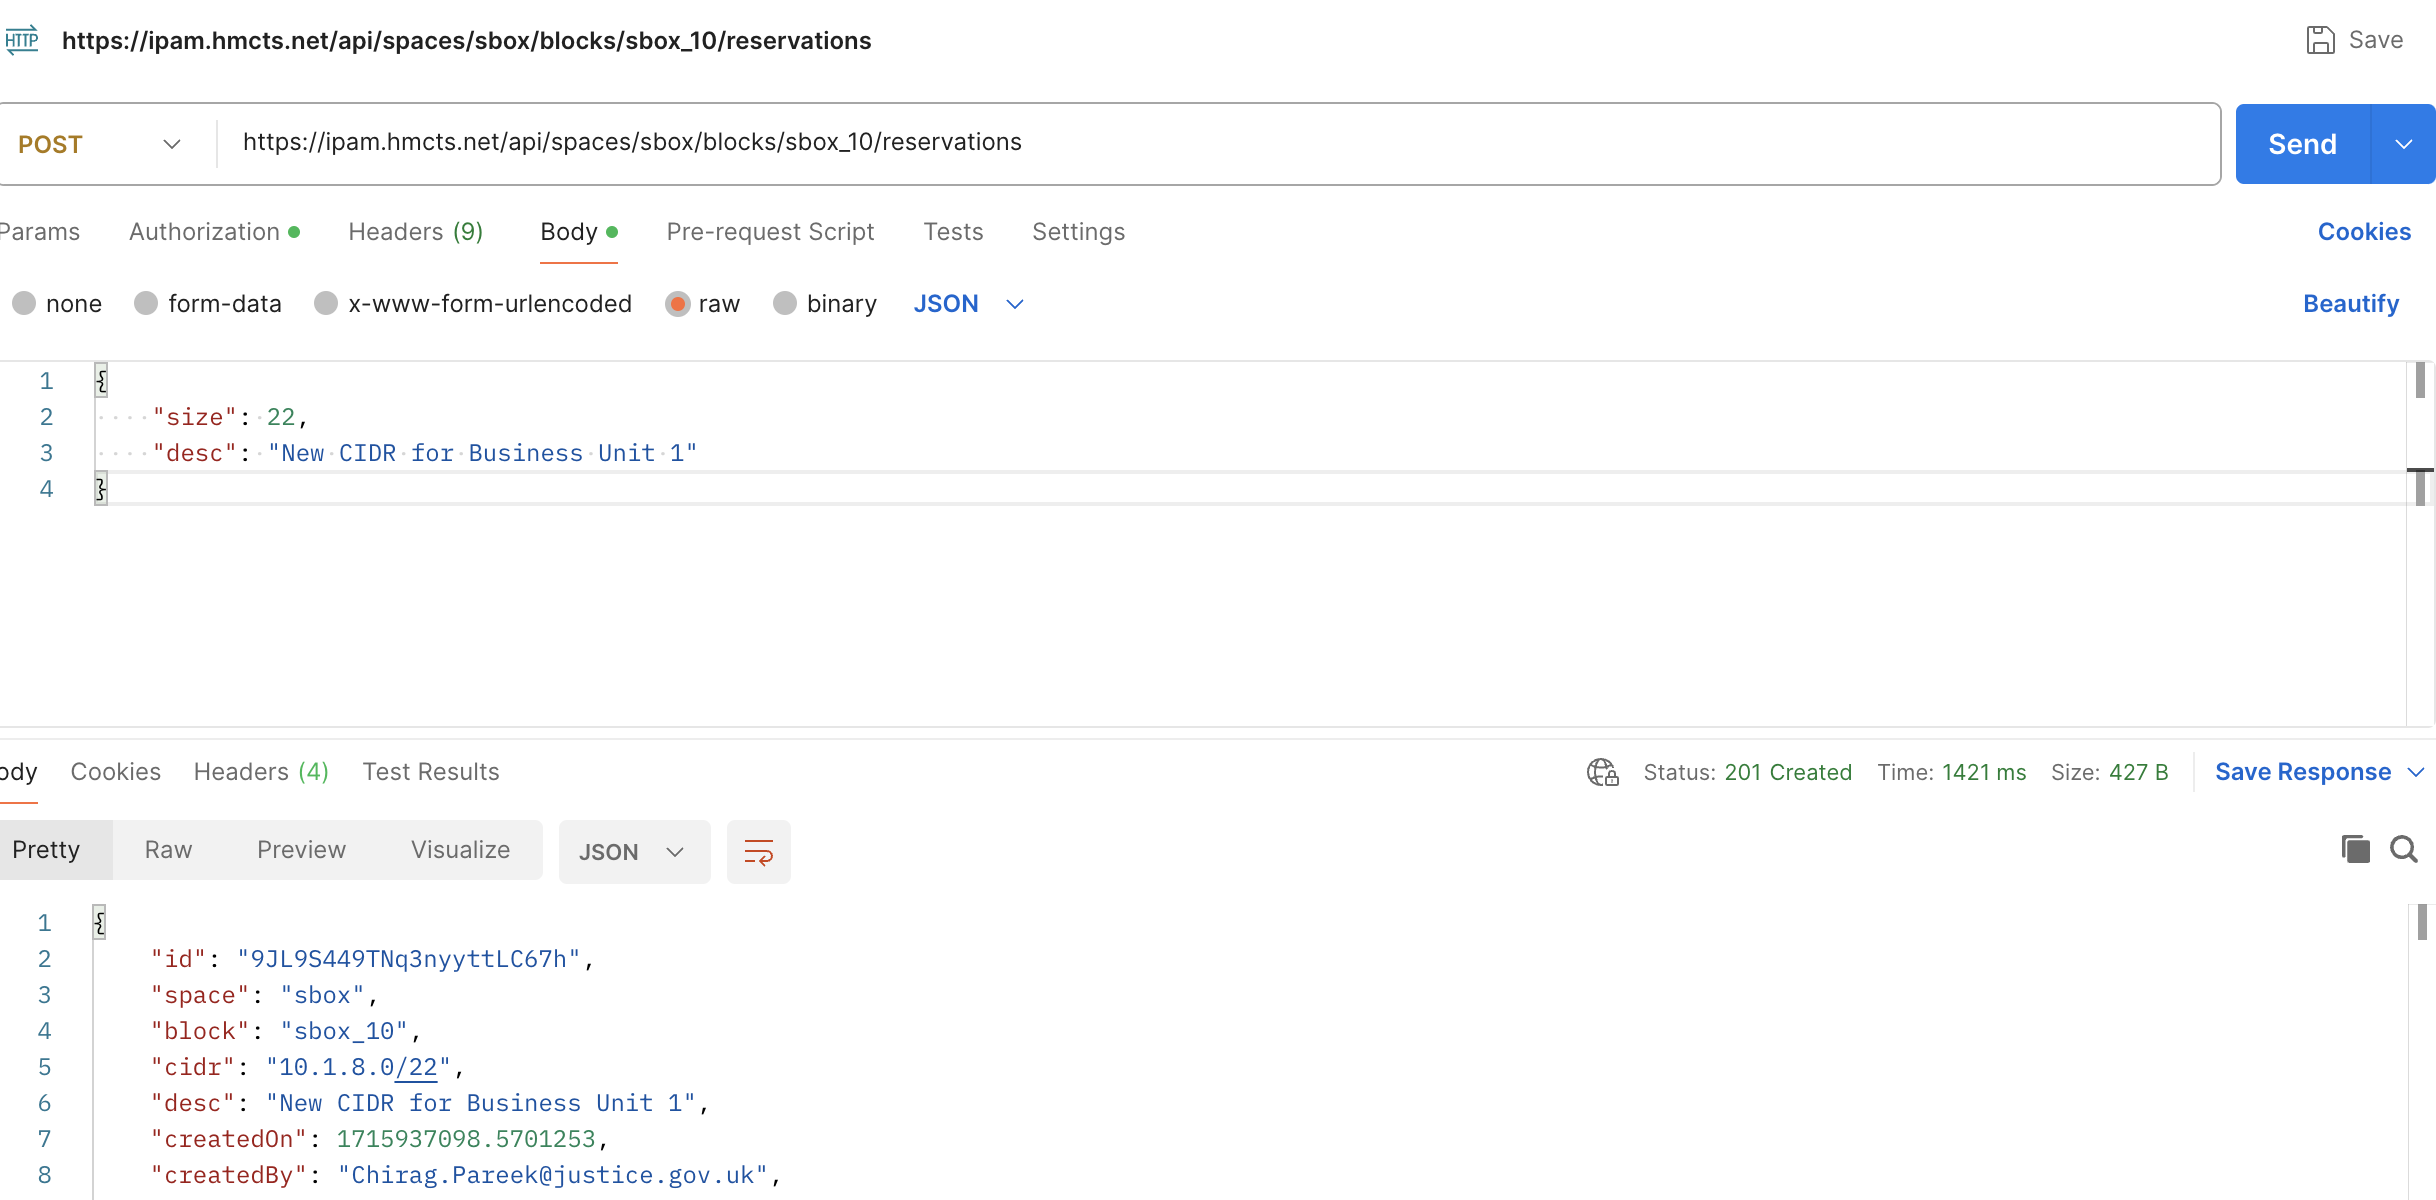 HTTP https://ipam.hmcts.net/api/spaces/sbox/blocks/sbox_10/reservations Save
POST https://ipam.hmcts.net/api/spaces/sbox/blocks/sbox_10/reservations Send
Params Authorization Headers (9) Body Pre-request Script Tests Settings Cookies
none form-data x-www-form-urlencoded raw binary JSON Beautify
1 {
2 "size": 22,
3 "desc": "New CIDR for Business Unit 1"
4 }
ody Cookies Headers (4) Test Results Status: 201 Created Time: 1421 ms Size: 427 B Save Response
Pretty Raw Preview Visualize JSON
1 {
2 "id": "9JL9S449TNq3nyyttLC67h",
3 "space": "sbox",
4 "block": "sbox_10",
5 "cidr": "10.1.8.0/22",
6 "desc": "New CIDR for Business Unit 1",
7 "createdOn": 1715937098.5701253,
8 "createdBy": "Chirag.Pareek@justice.gov.uk",